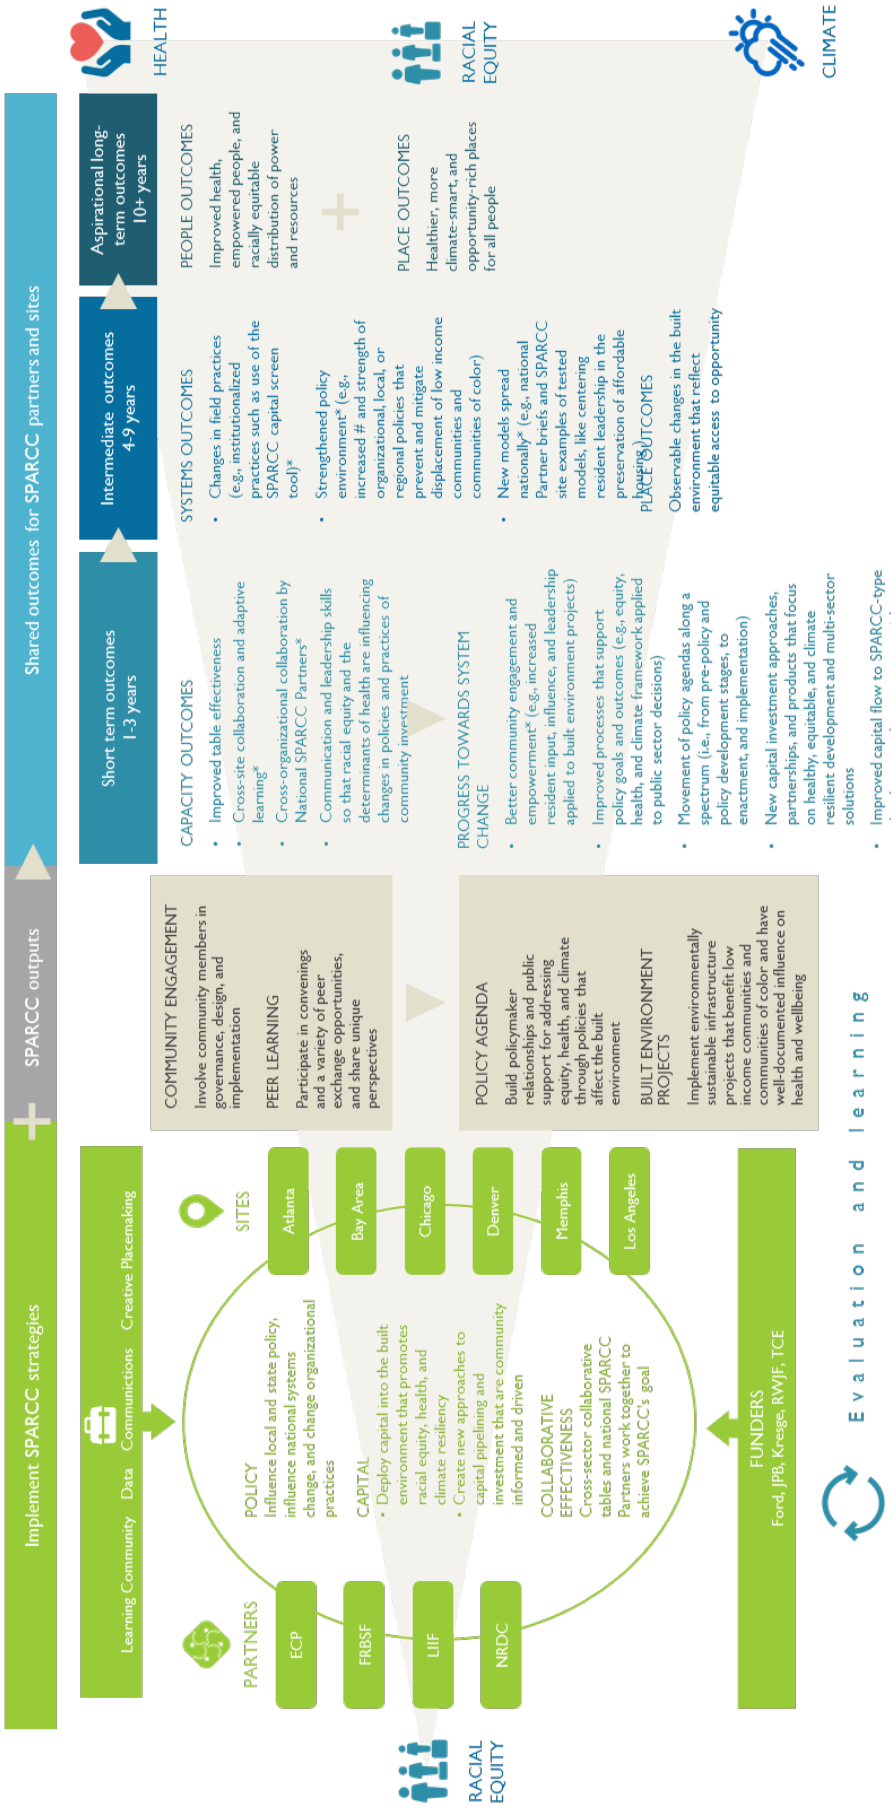 Implement SPARCC strategies
SPARCC outputs
Shared outcomes for SPARCC partners and sites
Learning Community
Data
Communictions
Creative Placemaking
RACIAL
EQUITY
PARTNERS
ECP
FRBSF
LIIF
NRDC
POLICY
Influence local and state policy,
influence national systems
change, and change organizational
practices
CAPITAL
• Deploy capital into the built
environment that promotes
racial equity, health, and
climate resiliency
• Create new approaches to
capital pipelining and
investment that are community
informed and driven
COLLABORATIVE
EFFECTIVENESS
Cross-sector collaborative
tables and national SPARCC
Partners work together to
achieve SPARCC's goal
SITES
Atlanta
Bay Area
Chicago
Denver
Memphis
Los Angeles
FUNDERS
Ford, JPB, Kresge, RWJF, TCE
COMMUNITY ENGAGEMENT
Involve community members in
governance, design, and
implementation
PEER LEARNING
Participate in convenings
and a variety of peer
exchange opportunities,
and share unique
perspectives
POLICY AGENDA
Build policymaker
relationships and public
support for addressing
equity, health, and climate
through policies that
affect the built
environment
BUILT ENVIRONMENT
PROJECTS
Implement environmentally
sustainable infrastructure
projects that benefit low
income communities and
communities of color and have
well-documented influence on
health and wellbeing
Short term outcomes
1-3 years
CAPACITY OUTCOMES
• Improved table effectiveness
• Cross-site collaboration and adaptive
learning*
• Cross-organizational collaboration by
National SPARCC Partners*
• Communication and leadership skills
so that racial equity and the
determinants of health are influencing
changes in policies and practices of
community investment
PROGRESS TOWARDS SYSTEM
CHANGE
• Better community engagement and
empowerment* (e.g., increased
resident input, influence, and leadership
applied to built environment projects)
• Improved processes that support
policy goals and outcomes (e.g., equity,
health, and climate framework applied
to public sector decisions)
• Movement of policy agendas along a
spectrum (i.e., from pre-policy and
policy development stages, to
enactment, and implementation)
• New capital investment approaches,
partnerships, and products that focus
on healthy, equitable, and climate
resilient development and multi-sector
solutions
• Improved capital flow to SPARCC-type
Intermediate outcomes
4-9 years
SYSTEMS OUTCOMES
• Changes in field practices
(e.g., institutionalized
practices such as use of the
SPARCC capital screen
tool)*
• Strengthened policy
environment* (e.g.,
increased # and strength of
organizational, local, or
regional policies that
prevent and mitigate
displacement of low income
communities and
communities of color)
• New models spread
nationally* (e.g., national
Partner briefs and SPARCC
site examples of tested
models, like centering
resident leadership in the
preservation of affordable
housing)
PLACE OUTCOMES
Observable changes in the built
environment that reflect
equitable access to opportunity
Aspirational long-
term outcomes
10+ years
PEOPLE OUTCOMES
Improved health,
empowered people, and
racially equitable
distribution of power
and resources
PLACE OUTCOMES
Healthier, more
climate-smart, and
opportunity-rich places
for all people
HEALTH
RACIAL
EQUITY
CLIMATE
Evaluation and learning